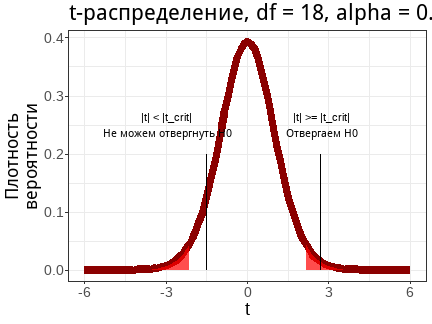 t-распределение, df = 18, alpha = 0.
Плотность
вероятности
0.4
0.3
0.2
0.1
0.0
|t| < |t_crit|
Не можем отвергнуть H0
|t| >= |t_crit|
Отвергаем H0
-6
-3
0
3
6
t